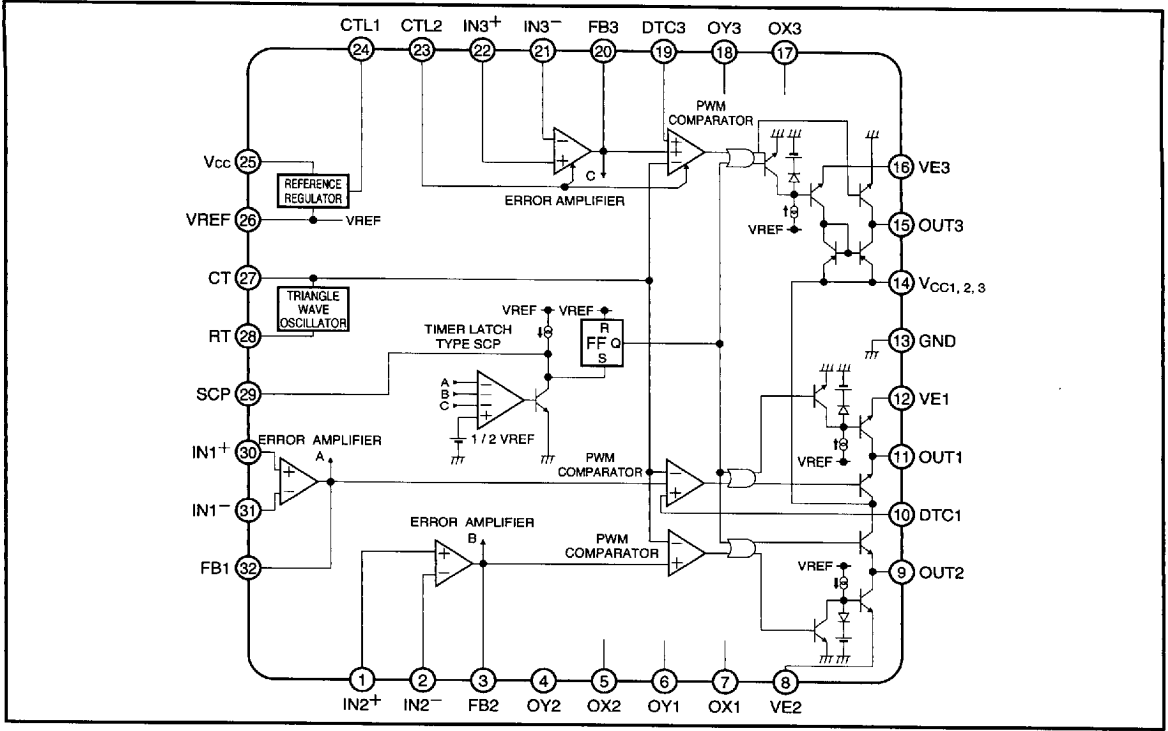 CTL1 CTL2 IN3+ IN3− FB3 DTC3 OY3 OX3
24 23 22 21 20 19 18 17
PWM
COMPARATOR
− +
+ + −
C
ERROR AMPLIFIER
VCC 25
REFERENCE
REGULATOR
VREF 26
VREF
VREF
16 VE3
15 OUT3
14 VCC1, 2, 3
13 GND
CT 27
TRIANGLE
WAVE
OSCILLATOR
RT 28
SCP 29
TIMER LATCH
TYPE SCP
VREF
VREF
R
FF Q
S
A −
B −
C −
+
1 / 2 VREF
12 VE1
VREF
11 OUT1
10 DTC1
ERROR AMPLIFIER
A
IN1+ 30
+
−
IN1− 31
FB1 32
PWM
COMPARATOR
−
+
ERROR AMPLIFIER
B
+
−
PWM
COMPARATOR
−
+
VREF
9 OUT2
1 2 3 4 5 6 7 8
IN2+ IN2− FB2 OY2 OX2 OY1 OX1 VE2